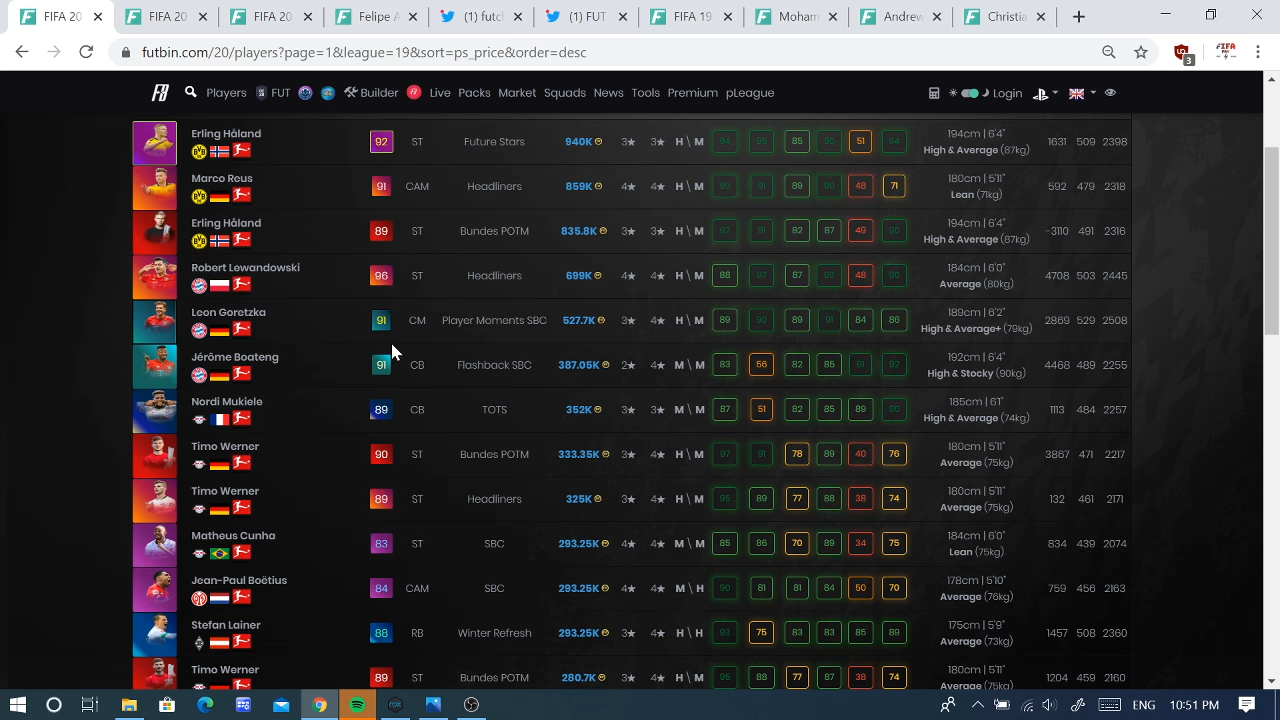 FIFA 20
FIFA 20
FIFA 20
Felipe A
(1) futcl
(1) FUT
FIFA 19
Moham
Andrew
Christia
futbin.com/20/players?page=1&league=19&sort=ps_price&order=desc
3
Players FUT Builder Live Packs Market Squads News Tools Premium pLeague Login
Erling Håland 92 ST Future Stars 940K 3★ 3★ H \ M 94 95 85 90 51 94 194cm | 6'4" 1631 509 2398
High & Average (87kg)
Marco Reus 91 CAM Headliners 859K 4★ 4★ H \ M 90 91 89 90 48 71 180cm | 5'11" 592 479 2318
Lean (71kg)
Erling Håland 89 ST Bundes POTM 835.8K 3★ 3★ H \ M 92 91 82 87 49 90 194cm | 6'4" -3110 491 2316
High & Average (87kg)
Robert Lewandowski 96 ST Headliners 699K 4★ 4★ H \ M 88 97 87 93 48 184cm | 6'0" 4708 503 2445
Average (80kg)
Leon Goretzka 91 CM Player Moments SBC 527.7K 3★ 4★ H \ H 89 90 89 91 84 86 189cm | 6'2" 2869 529 2508
High & Average+ (79kg)
Jérôme Boateng 91 CB Flashback SBC 387.05K 2★ 4★ M \ M 83 56 82 85 91 92 192cm | 6'4" 4468 489 2255
High & Stocky (90kg)
Nordi Mukiele 89 CB TOTS 352K 3★ 3★ M \ M 87 51 82 85 89 90 185cm | 6'1" 1113 484 2257
High & Average (74kg)
Timo Werner 90 ST Bundes POTM 333.35K 3★ 4★ H \ M 97 91 78 89 40 76 180cm | 5'11" 3867 471 2217
Average (75kg)
Timo Werner 89 ST Headliners 325K 3★ 4★ H \ M 95 89 77 88 38 74 180cm | 5'11" 132 461 2171
Average (75kg)
Matheus Cunha 83 ST SBC 293.25K 4★ 4★ M \ M 85 86 70 89 34 75 184cm | 6'0" 834 439 2074
Lean (75kg)
Jean-Paul Boëtius 84 CAM SBC 293.25K 3★ 4★ M \ H 90 81 81 84 50 70 178cm | 5'10" 759 456 2163
Average (76kg)
Stefan Lainer 88 RB Winter Refresh 293.25K 3★ H \ H 93 75 83 83 85 89 175cm | 5'9" 1457 508 2360
Average (73kg)
Timo Werner 89 ST Bundes POTM 280.7K 3★ 4★ H \ M 95 88 77 87 38 74 180cm | 5'11" 1204 459 2160
Average (75kg)
ENG 10:51 PM